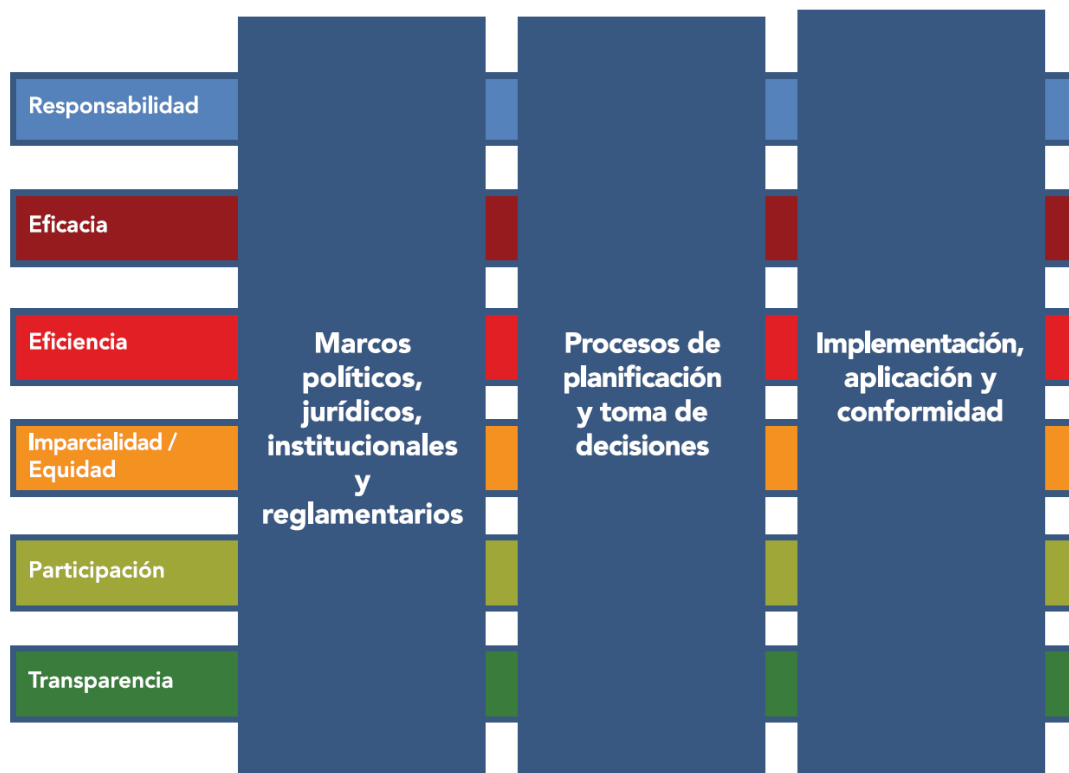 Responsabilidad
Eficacia
Eficiencia
Imparcialidad /
Equidad
Participación
Transparencia
Marcos
políticos,
jurídicos,
institucionales
y
reglamentarios
Procesos de
planificación
y toma de
decisiones
Implementación,
aplicación y
conformidad